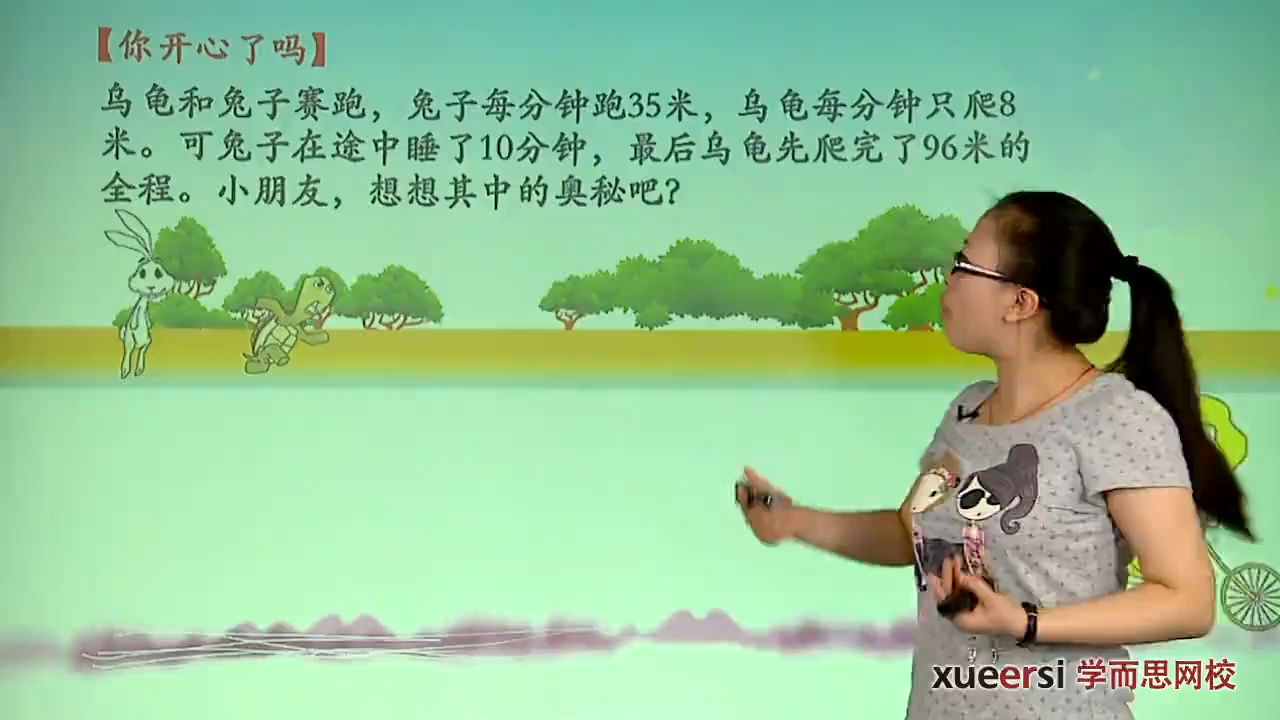 【你开心了吗】
乌龟和兔子赛跑，兔子每分钟跑35米，乌龟每分钟只爬8
米。可兔子在途中睡了10分钟，最后乌龟先爬完了96米的
全程。小朋友，想想其中的奥秘吧？
xueersi 学而思网校